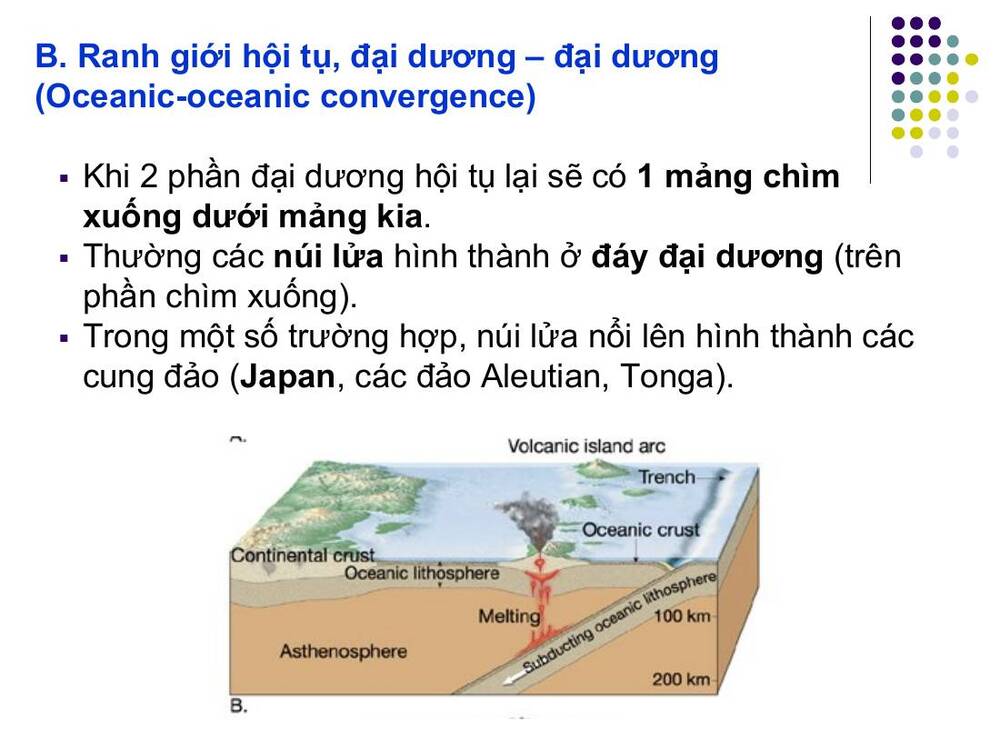 B. Ranh giới hội tụ, đại dương – đại dương
(Oceanic-oceanic convergence)
▪ Khi 2 phần đại dương hội tụ lại sẽ có 1 mảng chìm
xuống dưới mảng kia.
▪ Thường các núi lửa hình thành ở đáy đại dương (trên
phần chìm xuống).
▪ Trong một số trường hợp, núi lửa nổi lên hình thành các
cung đảo (Japan, các đảo Aleutian, Tonga).
Volcanic island arc
Trench
Oceanic crust
Continental crust
Oceanic lithosphere
Subducting oceanic lithosphere
Melting
100 km
Asthenosphere
200 km
B.